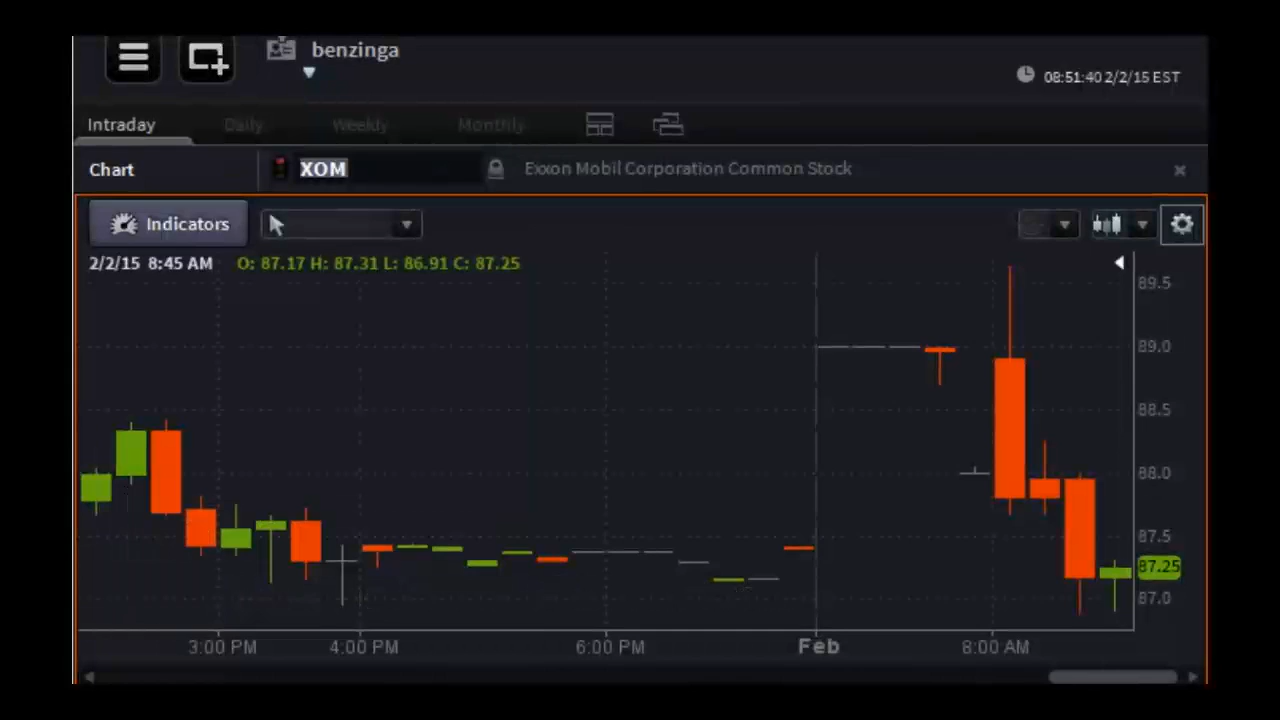 benzinga
08:51:40 2/2/15 EST
Intraday Daily Weekly Monthly
Chart XOM Exxon Mobil Corporation Common Stock
Indicators
2/2/15 8:45 AM O: 87.17 H: 87.31 L: 86.91 C: 87.25
89.5
89.0
88.5
88.0
87.5
87.25
87.0
3:00 PM 4:00 PM 6:00 PM Feb 8:00 AM